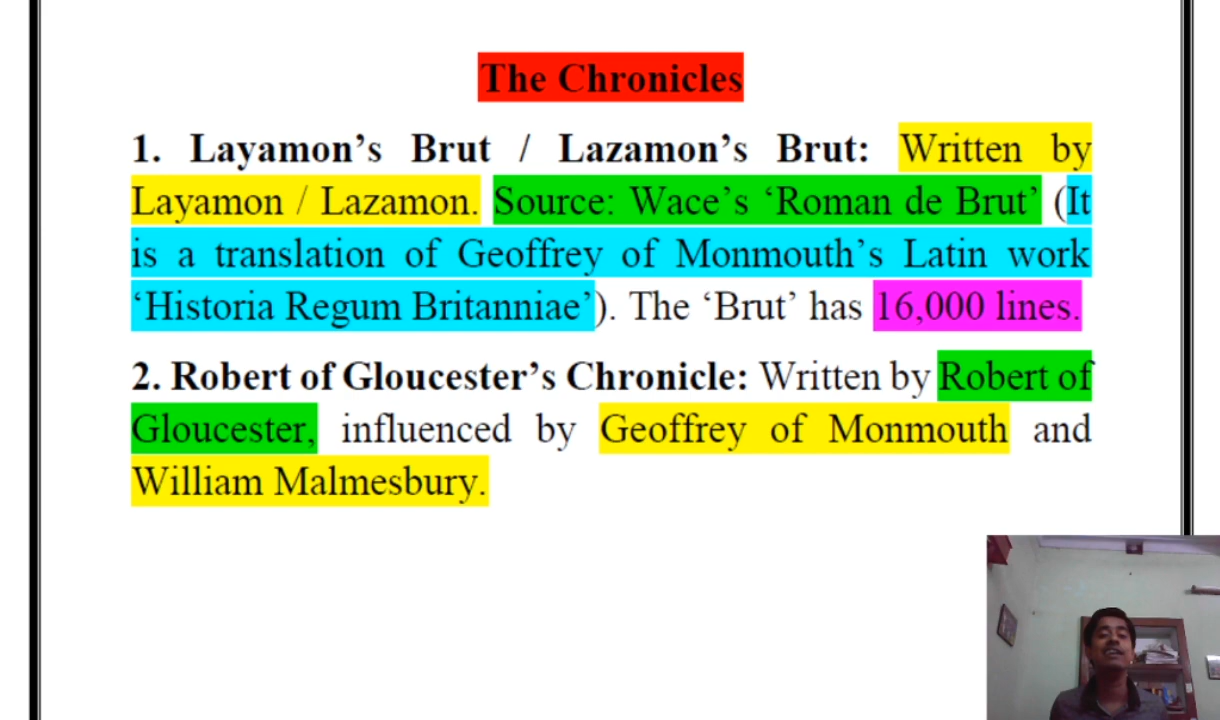 The Chronicles
1. Layamon's Brut / Lazamon's Brut: Written by
Layamon / Lazamon. Source: Wace's ‘Roman de Brut’ (It
is a translation of Geoffrey of Monmouth’s Latin work
‘Historia Regum Britanniae’). The ‘Brut’ has 16,000 lines.
2. Robert of Gloucester’s Chronicle: Written by Robert of
Gloucester, influenced by Geoffrey of Monmouth and
William Malmesbury.